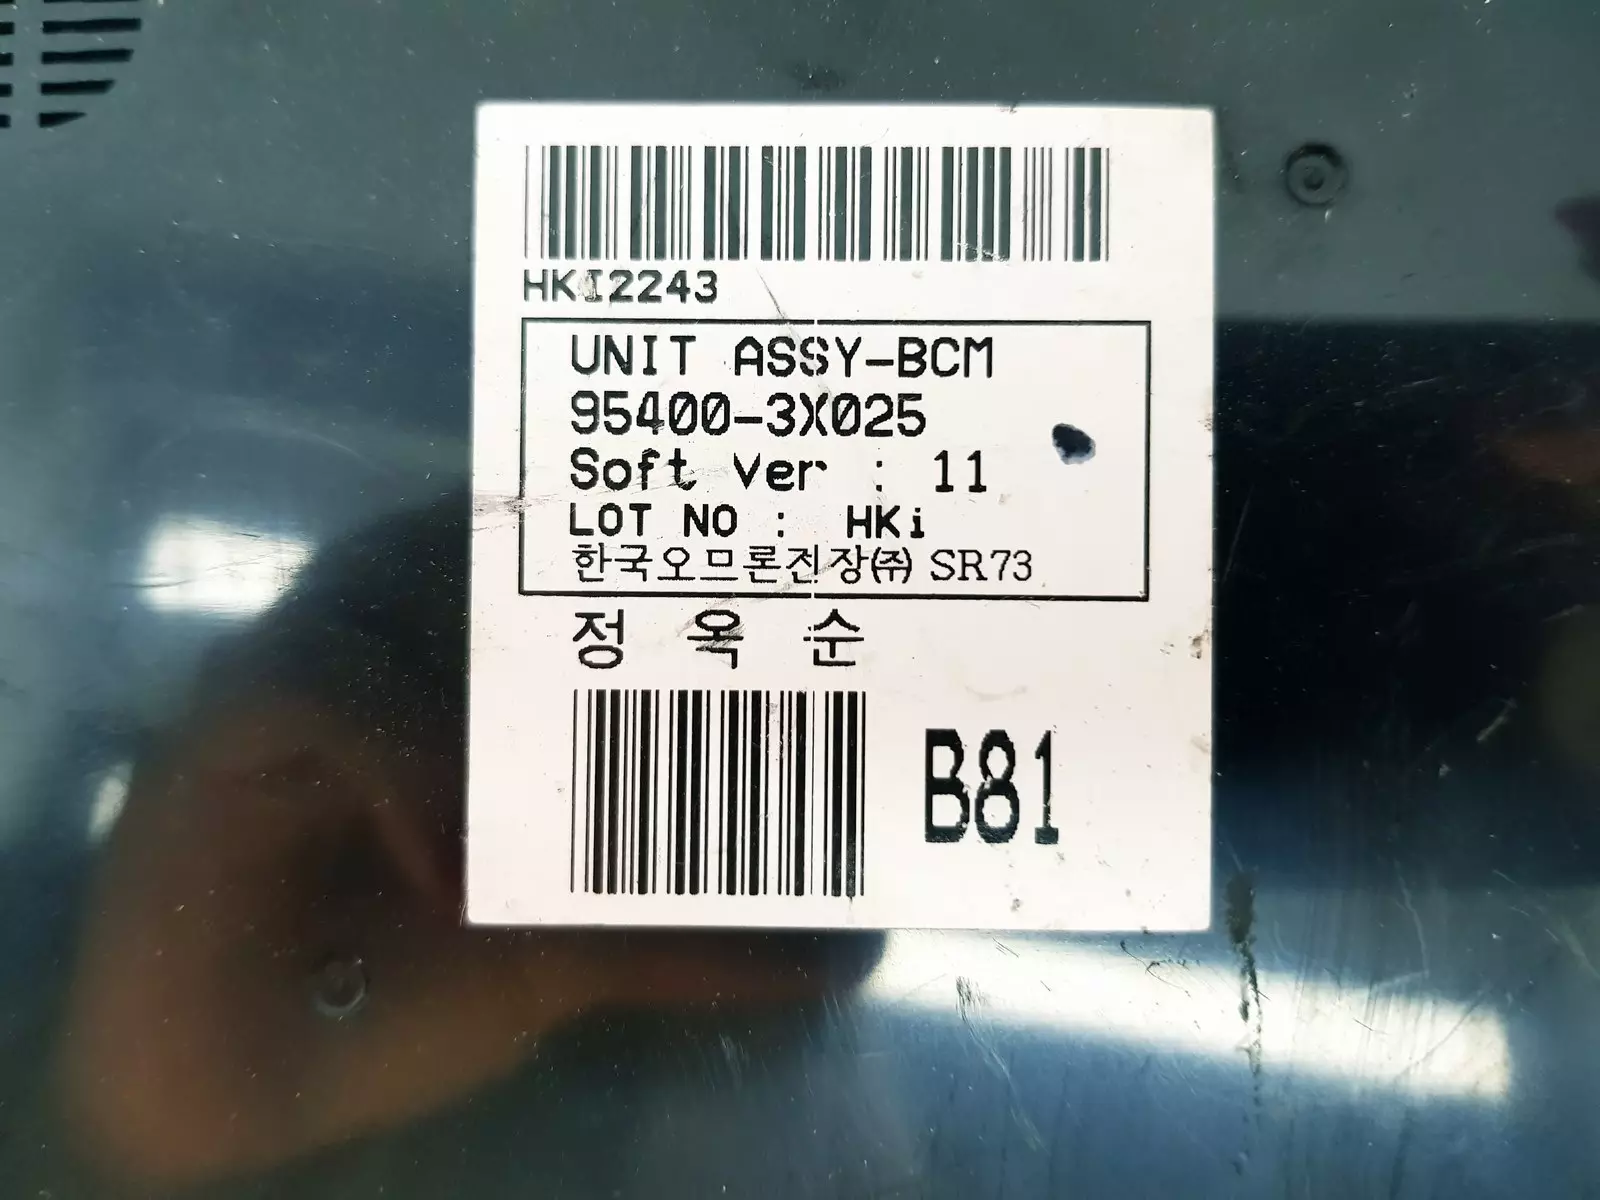 HKI2243
UNIT ASSY-BCM
95400-3X025
Soft Ver : 11
LOT NO : HKi
한국오므론전장㈜ SR73
정 옥 순
B81